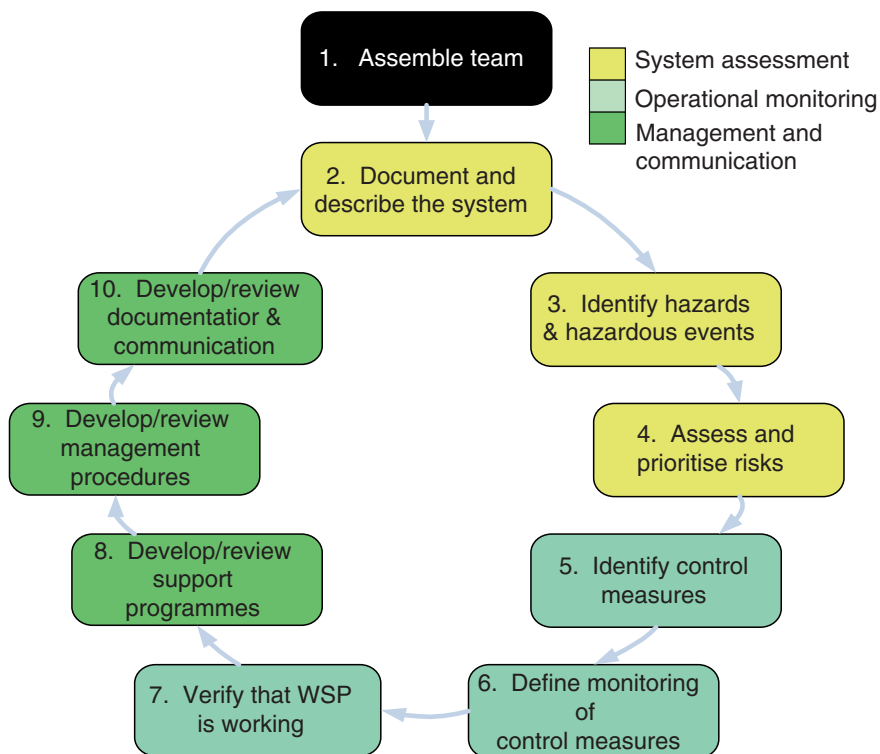 1. Assemble team
System assessment
Operational monitoring
Management and
communication
2. Document and
describe the system
3. Identify hazards
& hazardous events
4. Assess and
prioritise risks
5. Identify control
measures
6. Define monitoring
of
control measures
7. Verify that WSP
is working
8. Develop/review
support
programmes
9. Develop/review
management
procedures
10. Develop/review
documentatior &
communication